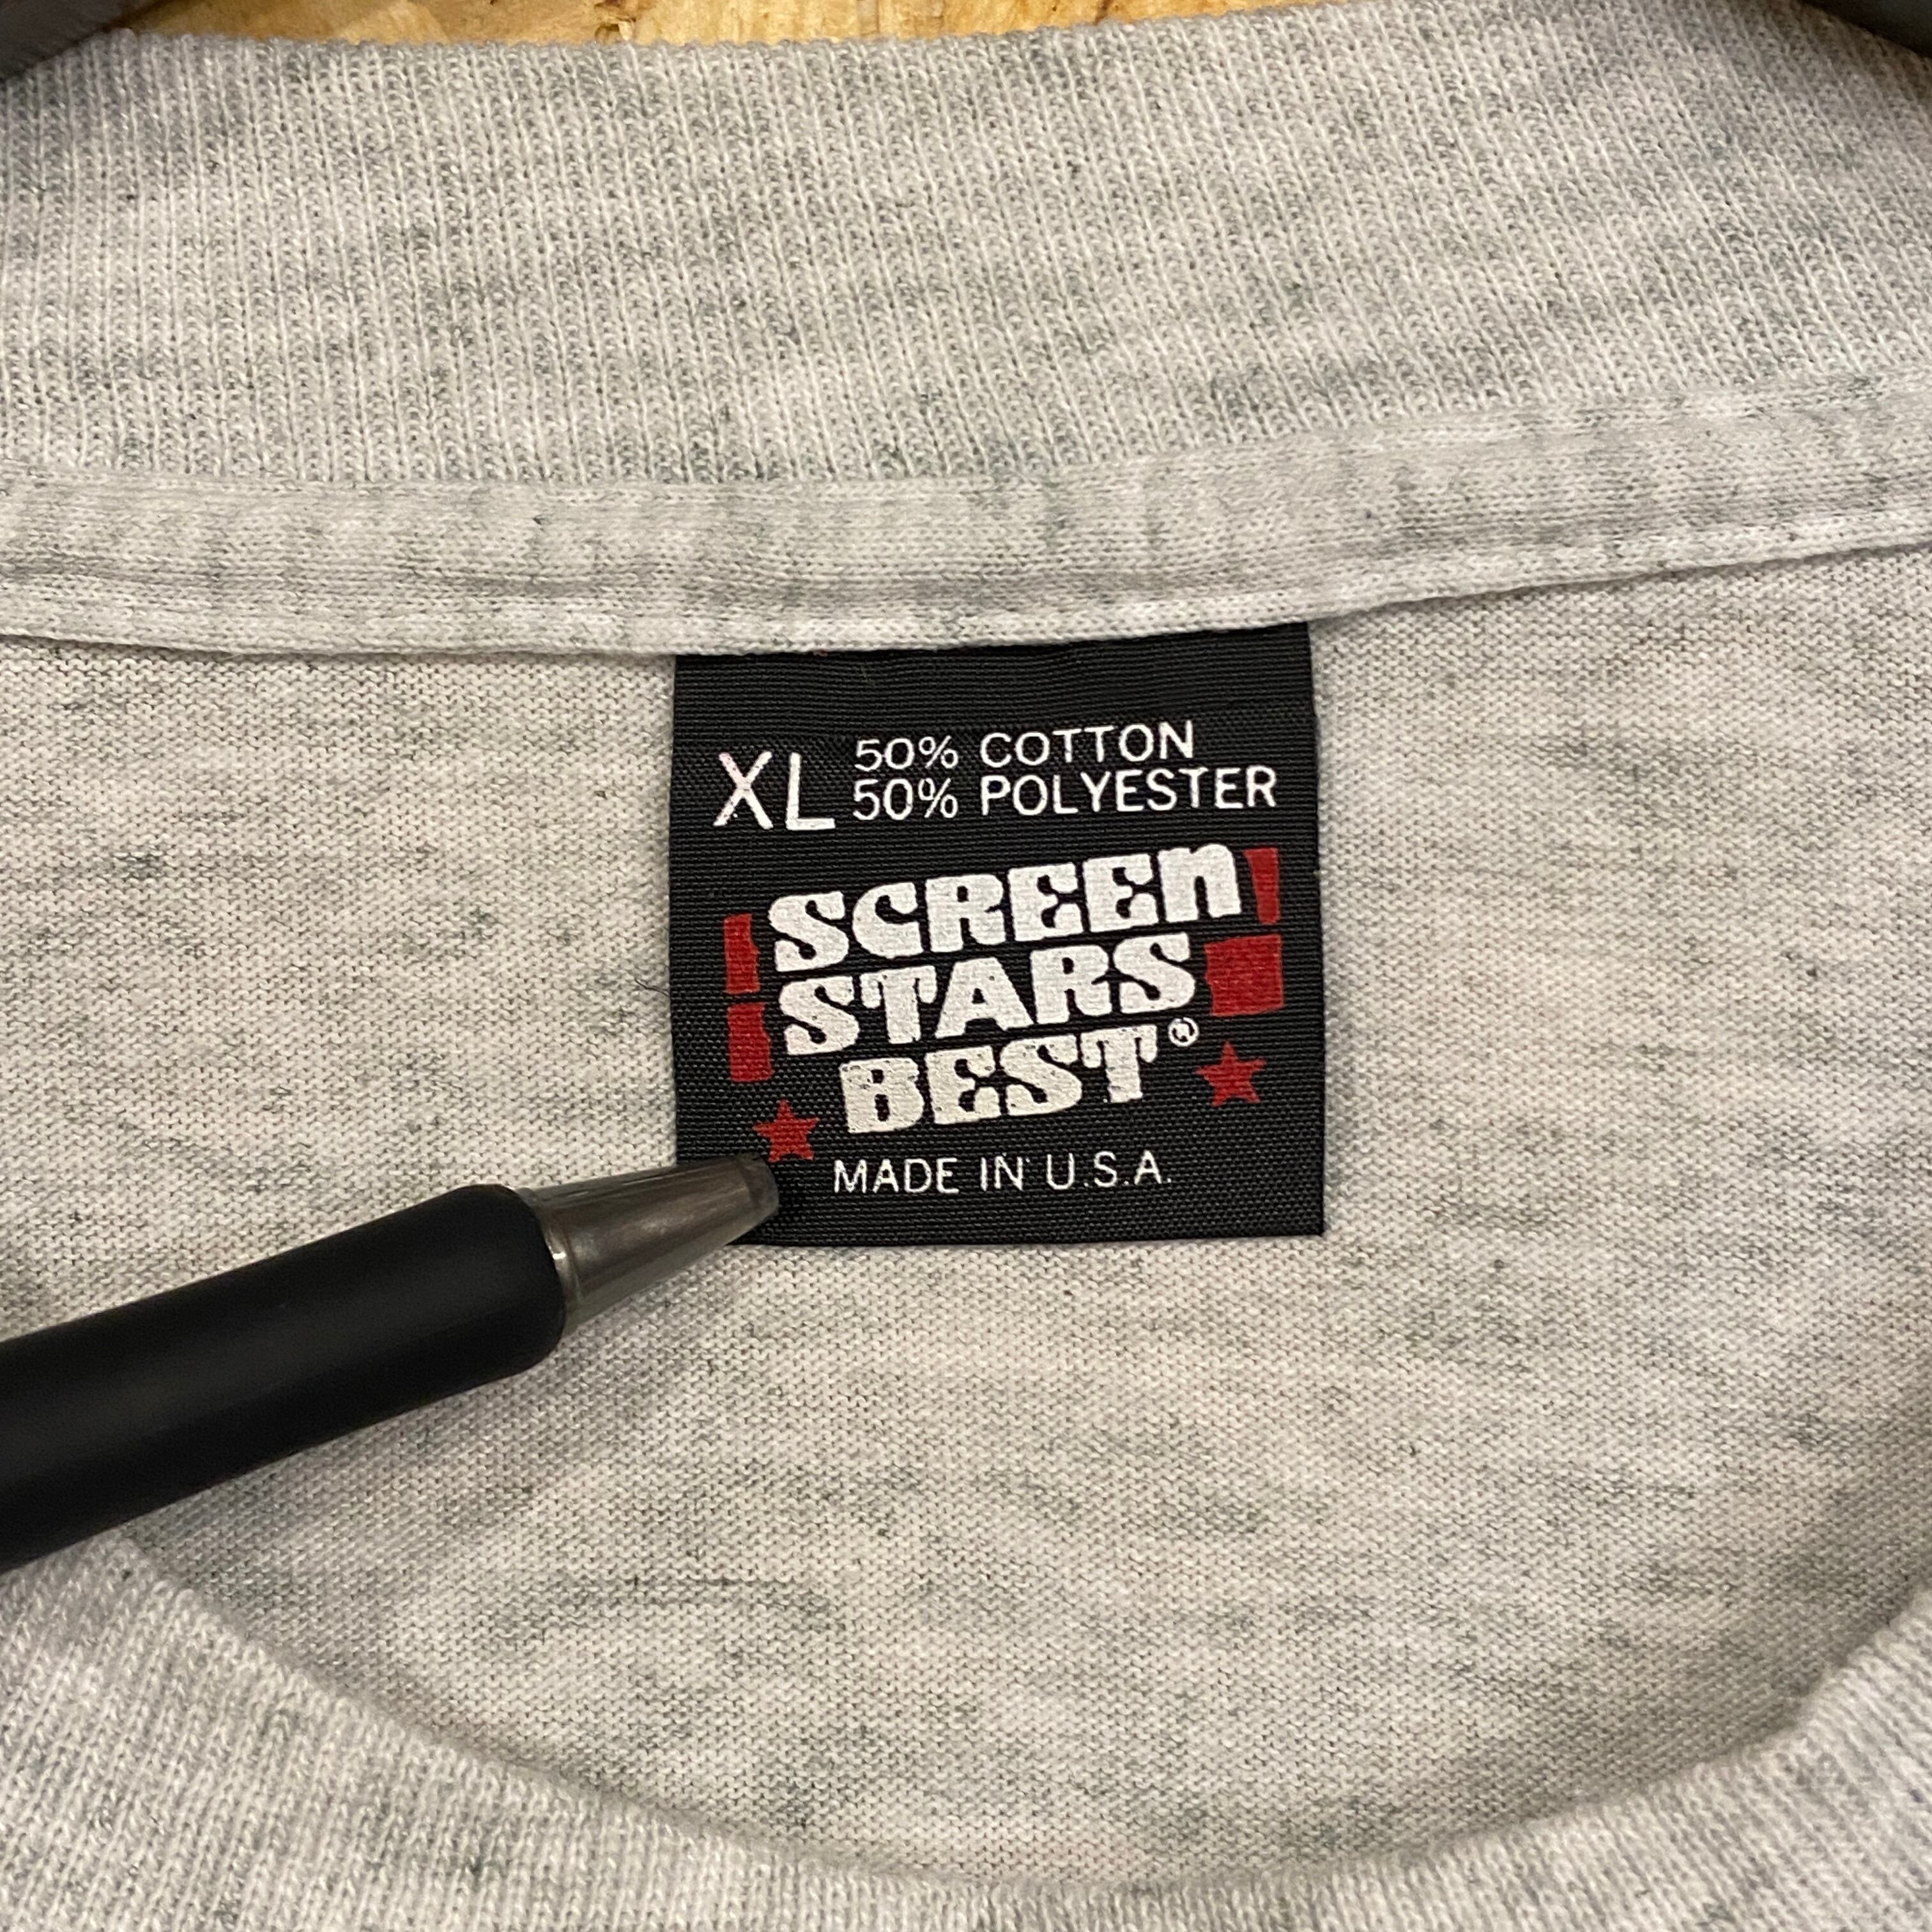 XL 50% COTTON
50% POLYESTER
SCREEn
STARS
BEST®
MADE IN U.S.A.